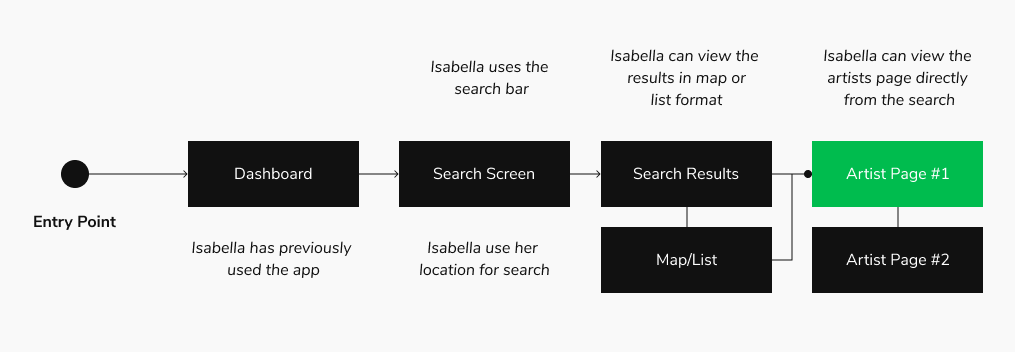 Isabella uses the
search bar
Isabella can view the
results in map or
list format
Isabella can view the
artists page directly
from the search
Dashboard
Search Screen
Search Results
Artist Page #1
Entry Point
Isabella has previously
used the app
Isabella use her
location for search
Map/List
Artist Page #2